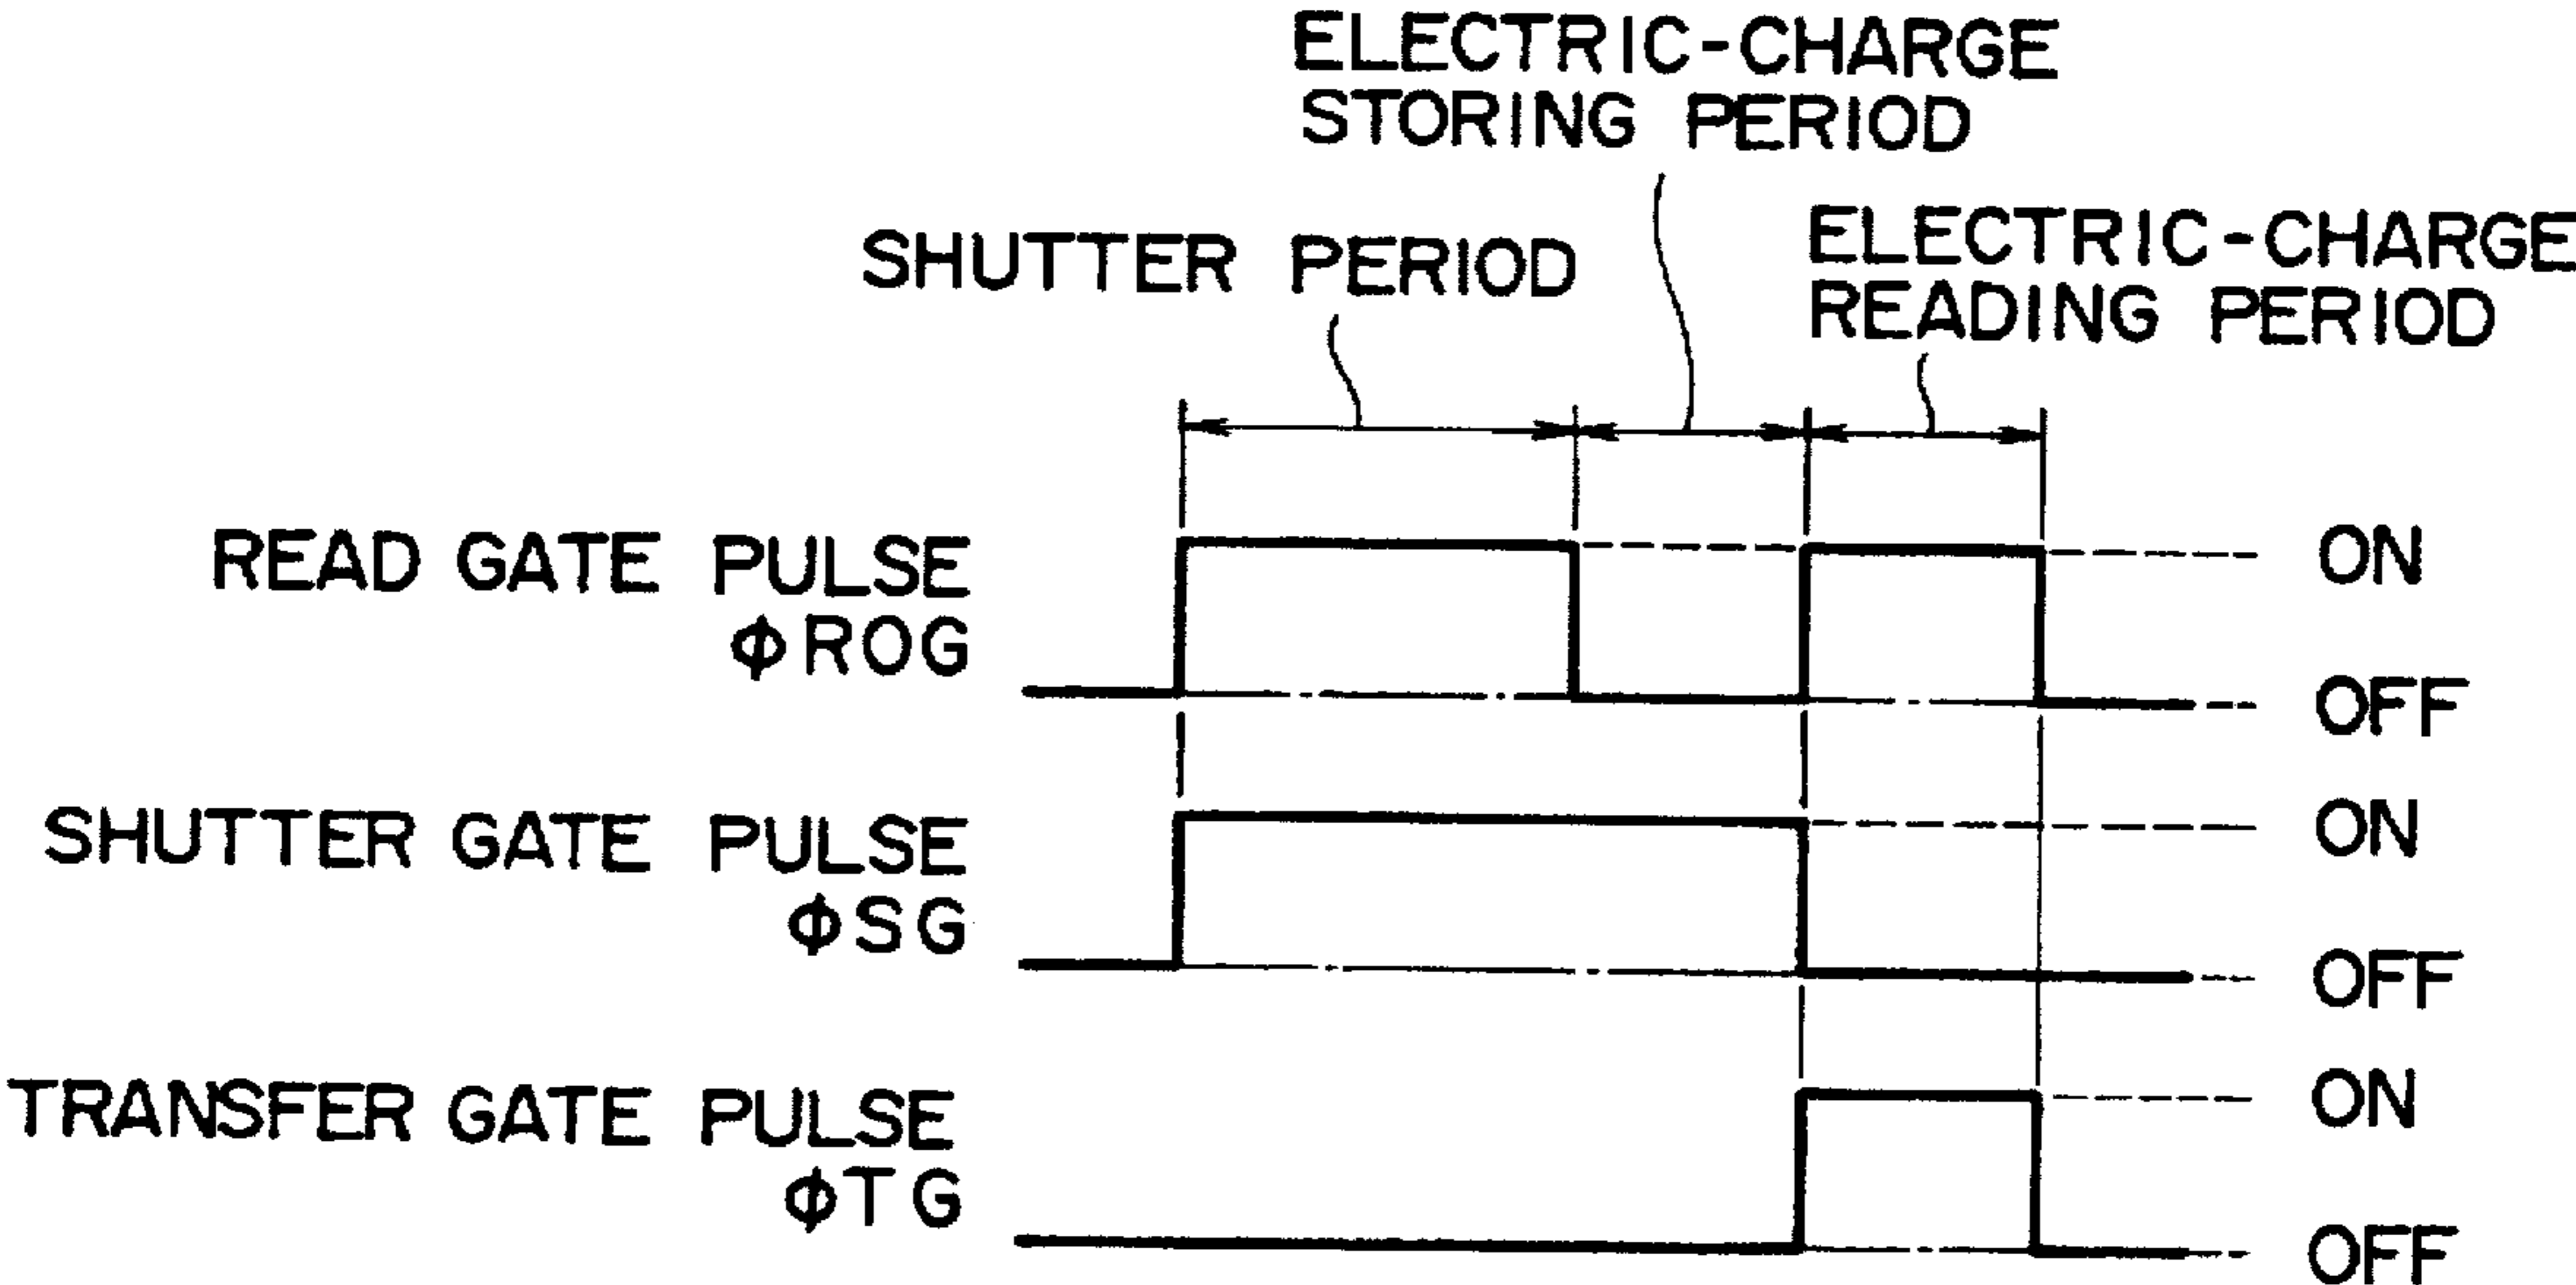 ELECTRIC-CHARGE
STORING PERIOD
SHUTTER PERIOD
ELECTRIC-CHARGE
READING PERIOD
READ GATE PULSE
ΦROG
ON
OFF
SHUTTER GATE PULSE
ΦSG
ON
OFF
TRANSFER GATE PULSE
ΦTG
ON
OFF